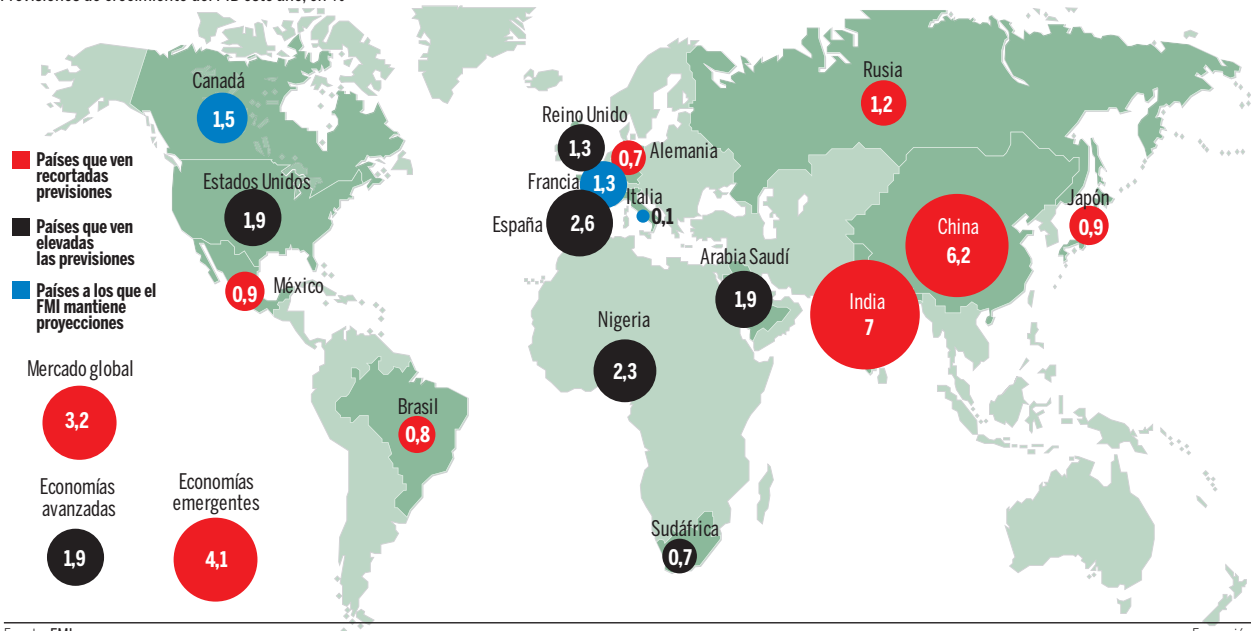 Canadá
1,5
Países que ven
recortadas
previsiones
Países que ven
elevadas
las previsiones
Países a los que el
FMI mantiene
proyecciones
Estados Unidos
1,9
México
0,9
Mercado global
3,2
Economías
avanzadas
1,9
Economías
emergentes
4,1
Brasil
0,8
Reino Unido
1,3
Alemania
0,7
Francia
1,3
Italia
0,1
España
2,6
Rusia
1,2
China
6,2
Japón
0,9
India
7
Arabia Saudí
1,9
Nigeria
2,3
Sudáfrica
0,7